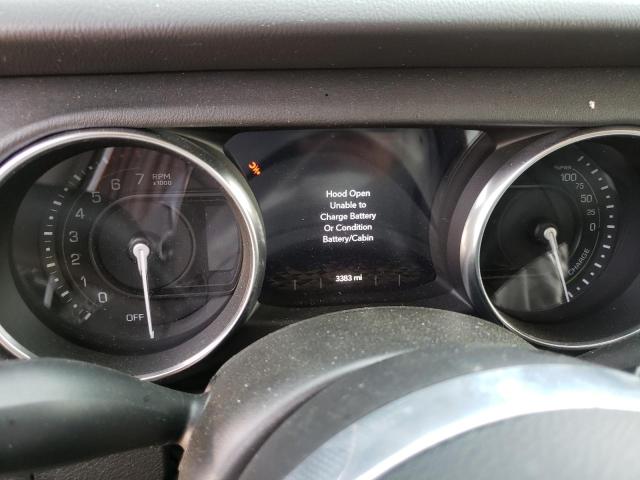 7 RPM
x1000
6
5
4
3
2
1
0
OFF
Hood Open
Unable to
Charge Battery
Or Condition
Battery/Cabin
3383 mi
%PWR
100
75
50
25
0
CHARGE